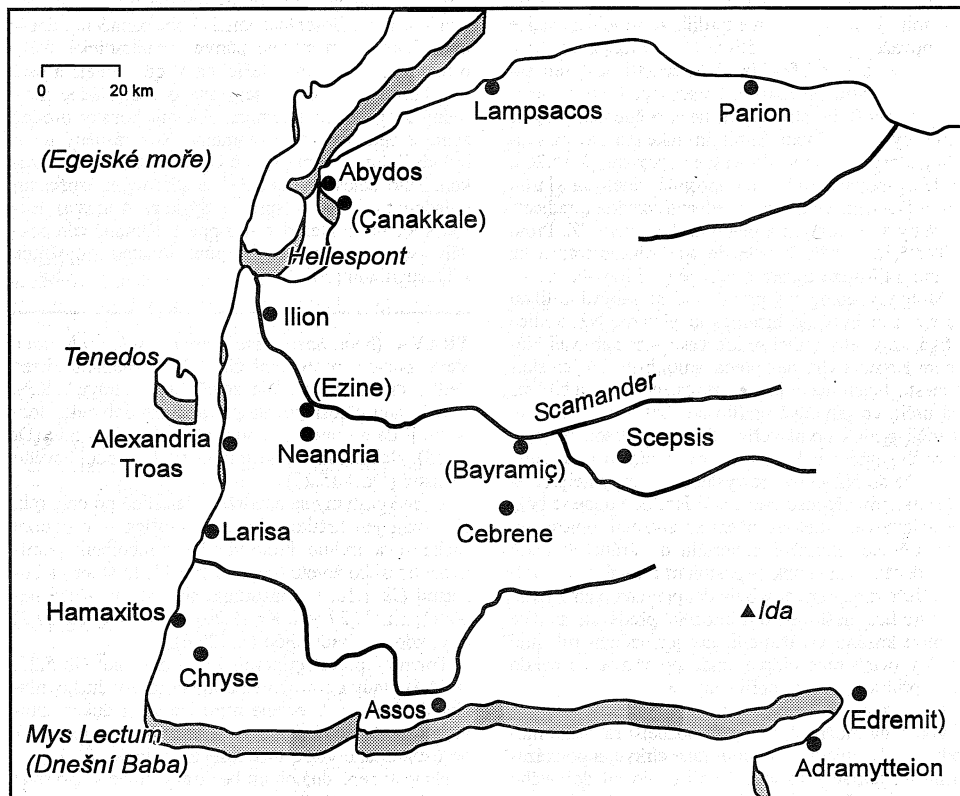 0 20 km
Lampsacos
Parion
(Egejské moře)
Abydos
(Çanakkale)
Hellespont
Ilion
Tenedos
(Ezine)
Scamander
Alexandria
Troas
Neandria
(Bayramiç)
Scepsis
Larisa
Cebrene
Hamaxitos
Ida
Chryse
Assos
(Edremit)
Mys Lectum
(Dnešní Baba)
Adramytteion